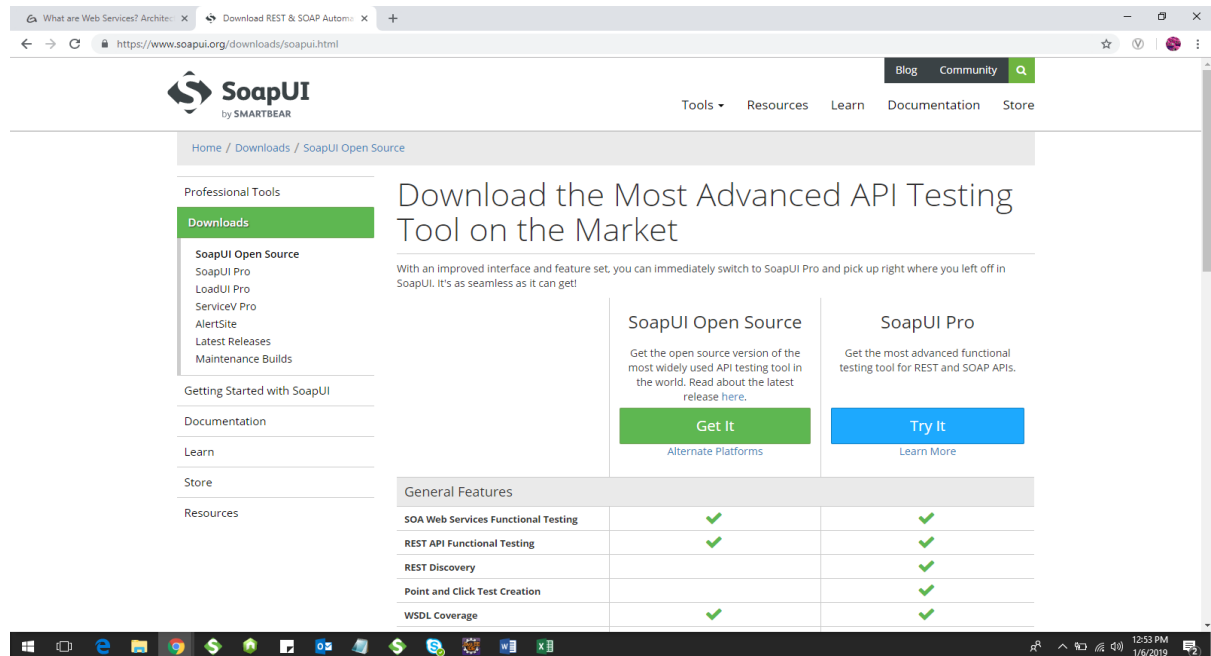 What are Web Services? Architec
Download REST & SOAP Automa
https://www.soapui.org/downloads/soapui.html
Blog Community
SoapUI
by SMARTBEAR
Tools Resources Learn Documentation Store
Home / Downloads / SoapUI Open Source
Professional Tools
Downloads
SoapUI Open Source
SoapUI Pro
LoadUI Pro
ServiceV Pro
AlertSite
Latest Releases
Maintenance Builds
Getting Started with SoapUI
Documentation
Learn
Store
Resources
Download the Most Advanced API Testing
Tool on the Market
With an improved interface and feature set, you can immediately switch to SoapUI Pro and pick up right where you left off in
SoapUI. It's as seamless as it can get!
SoapUI Open Source
Get the open source version of the
most widely used API testing tool in
the world. Read about the latest
release here.
Get It
Alternate Platforms
SoapUI Pro
Get the most advanced functional
testing tool for REST and SOAP APIs.
Try It
Learn More
General Features
SOA Web Services Functional Testing
REST API Functional Testing
REST Discovery
Point and Click Test Creation
WSDL Coverage
12:53 PM
1/6/2019